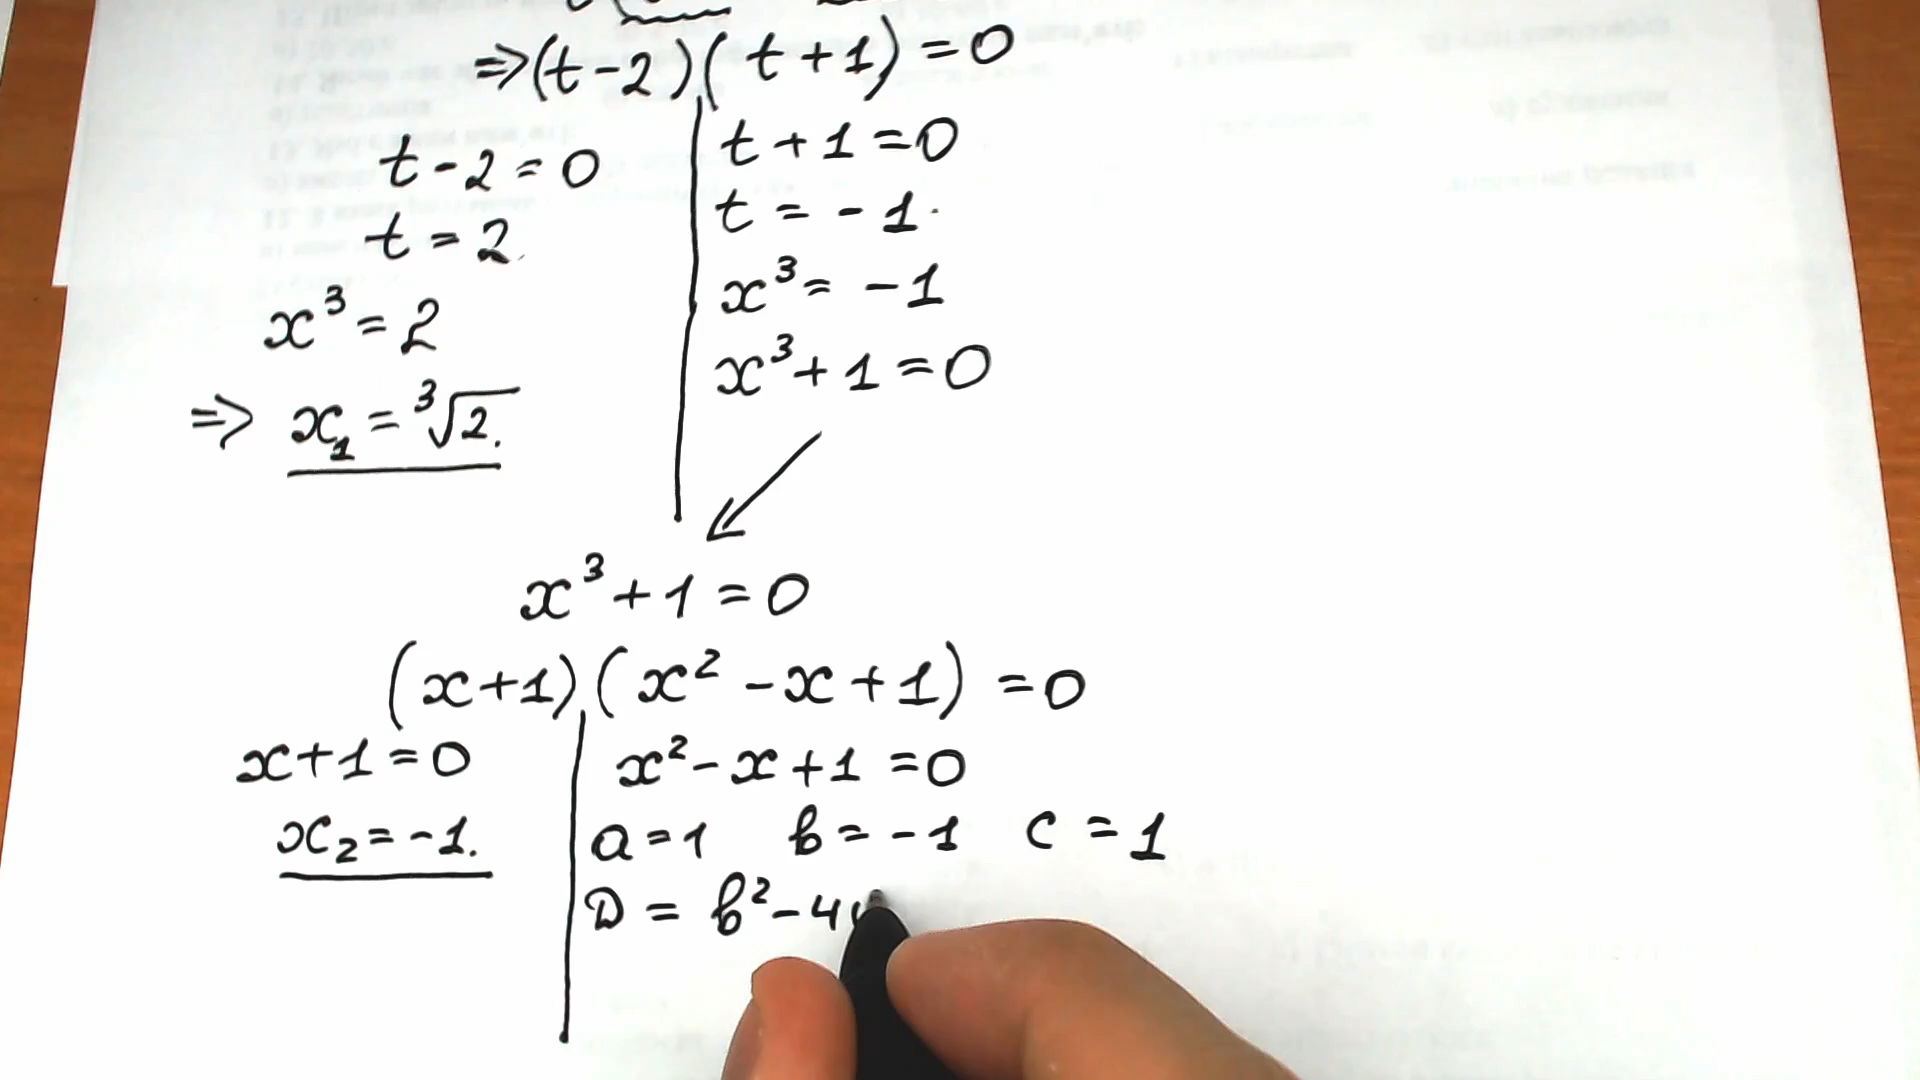 =>(t-2)(t+1)=0
t-2=0
t=2.
x³=2
=> x₁=³√2.
t+1=0
t=-1.
x³=-1
x³+1=0
x³+1=0
(x+1)(x²-x+1)=0
x+1=0
x₂=-1.
x²-x+1=0
a=1 b=-1 c=1
D=b²-4